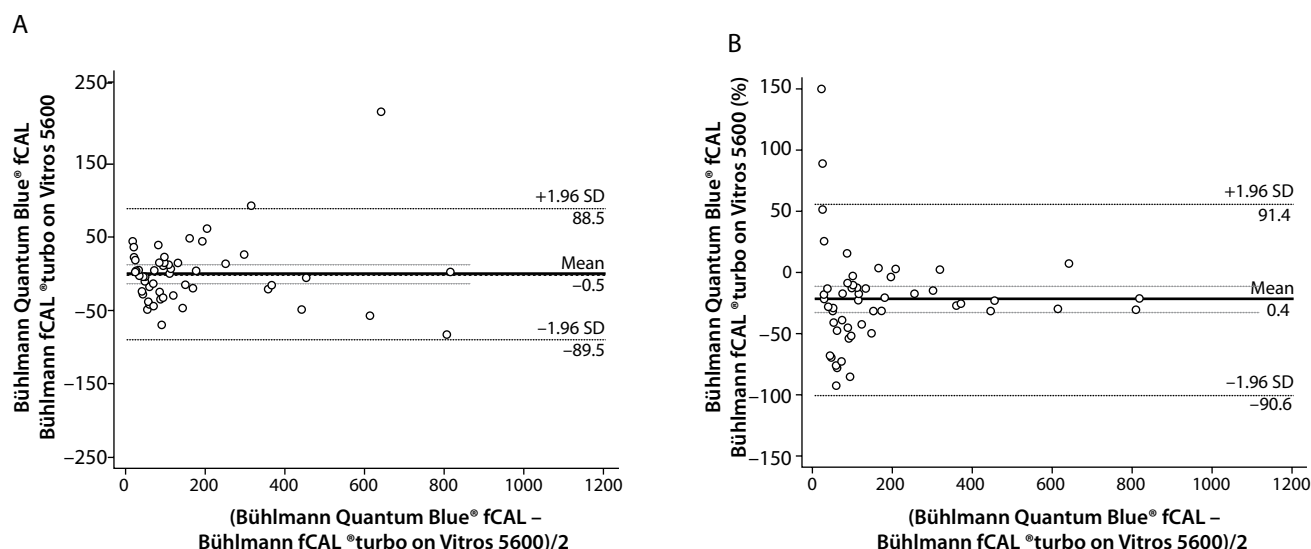 A
Bühlmann Quantum Blue® fCAL
Bühlmann fCAL ®turbo on Vitros 5600
250
150
50
0
−50
−150
−250
+1.96 SD
88.5
Mean
−0.5
−1.96 SD
−89.5
0
200
400
600
800
1000
1200
(Bühlmann Quantum Blue® fCAL –
Bühlmann fCAL ®turbo on Vitros 5600)/2
B
Bühlmann Quantum Blue® fCAL
Bühlmann fCAL ®turbo on Vitros 5600 (%)
150
100
50
0
−50
−100
−150
+1.96 SD
91.4
Mean
0.4
−1.96 SD
−90.6
0
200
400
600
800
1000
1200
(Bühlmann Quantum Blue® fCAL –
Bühlmann fCAL ®turbo on Vitros 5600)/2